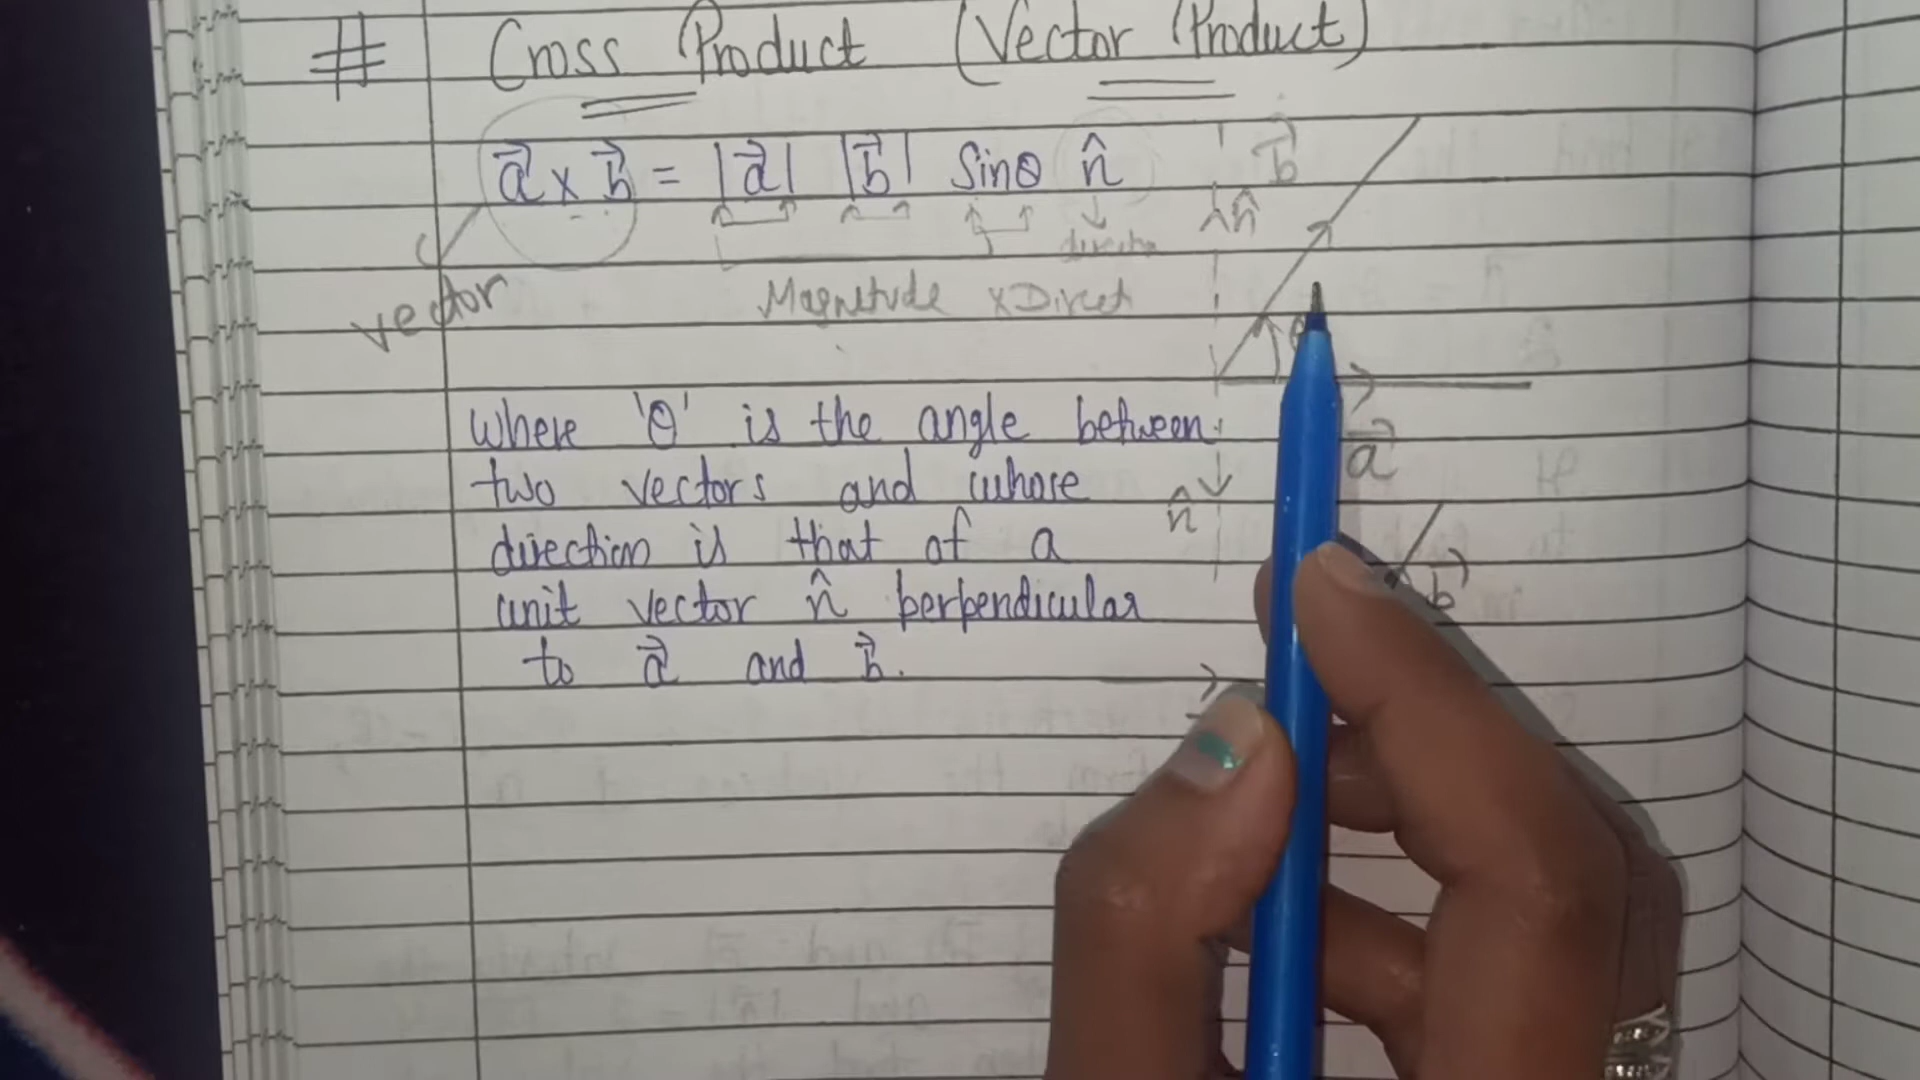 # Cross Product (Vector Product)
a⃗ x b⃗ = |a⃗| |b⃗| Sinθ n̂
direction
vector
Magnitude x Direct
b⃗
n̂
θ
a⃗
n̂
b⃗
where 'θ' is the angle between
two vectors and whose
direction is that of a
unit vector n̂ perpendicular
to a⃗ and b⃗.